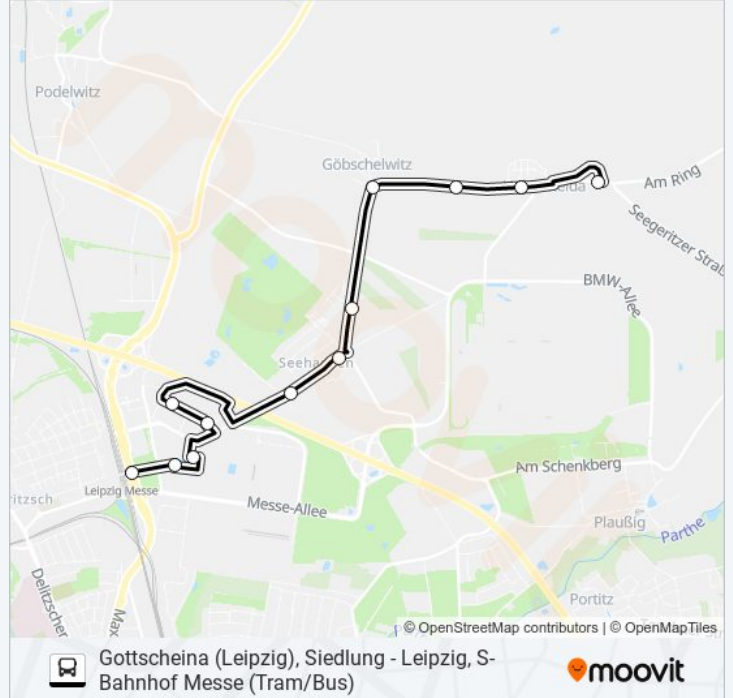 Podelwitz
Göbschelwitz
Am Ring
Seegeritzer Straß
BMW-Allee
Am Schenkberg
Leipzig Messe
Messe-Allee
Plaußig
Parthe
Delitzscher
Portitz
© OpenStreetMap contributors | © OpenMapTiles
Gottscheina (Leipzig), Siedlung - Leipzig, S-
Bahnhof Messe (Tram/Bus)
moovit